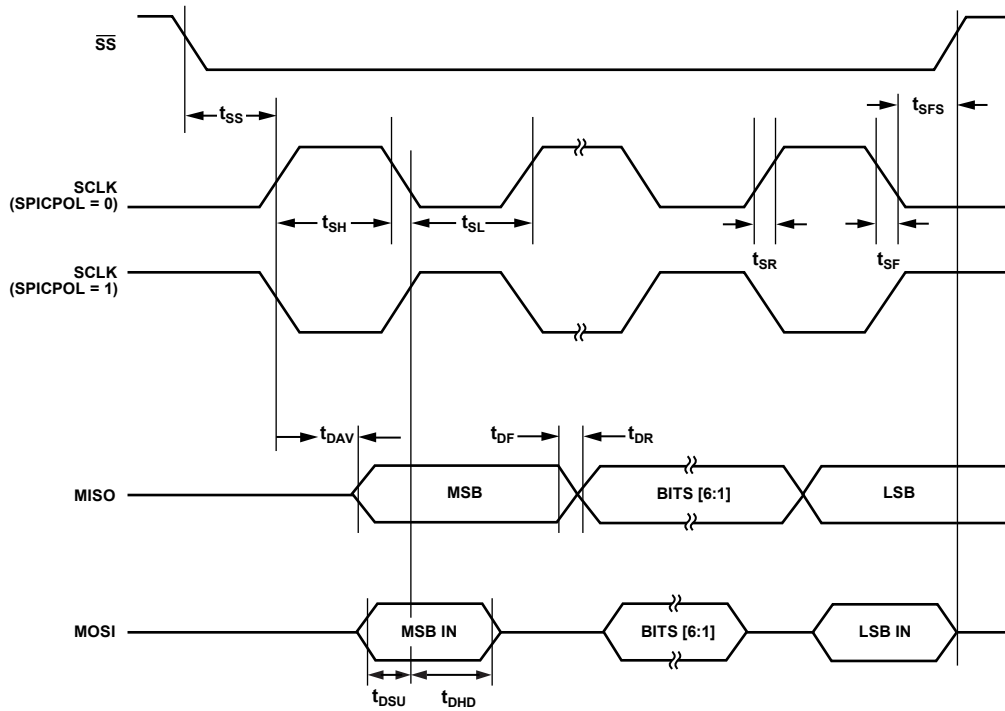 SS
tSS
tSFS
SCLK
(SPICPOL = 0)
tSH
tSL
tSR
tSF
SCLK
(SPICPOL = 1)
tDAV
tDF
tDR
MISO
MSB
BITS [6:1]
LSB
MOSI
MSB IN
BITS [6:1]
LSB IN
tDSU
tDHD